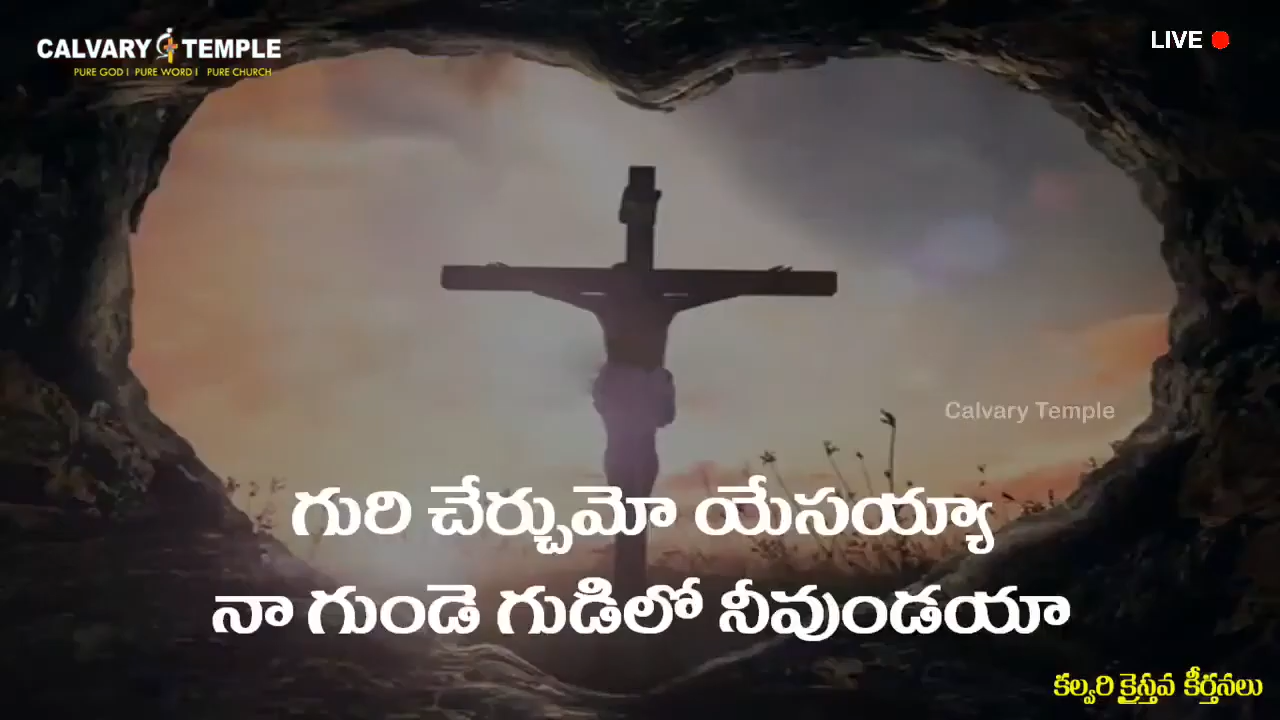 CALVARY TEMPLE
PURE GOD I PURE WORD I PURE CHURCH
LIVE
Calvary Temple
గురి చేర్చుమో యేసయ్యా
నా గుండె గుడిలో నీవుండయా
కల్వరి క్రైస్తవ కీర్తనలు